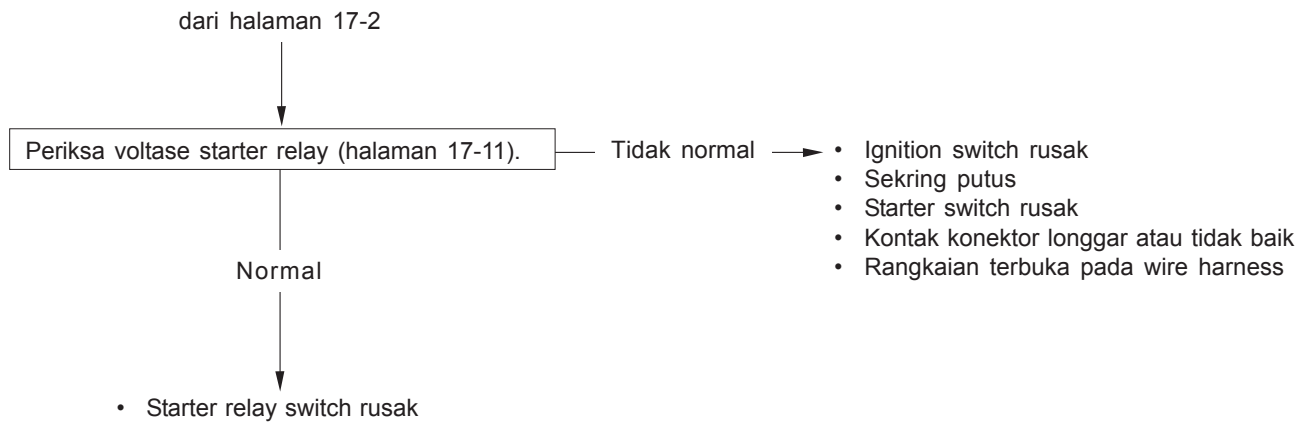 dari halaman 17-2
Periksa voltase starter relay (halaman 17-11).
Tidak normal
• Ignition switch rusak
• Sekring putus
• Starter switch rusak
• Kontak konektor longgar atau tidak baik
• Rangkaian terbuka pada wire harness
Normal
• Starter relay switch rusak